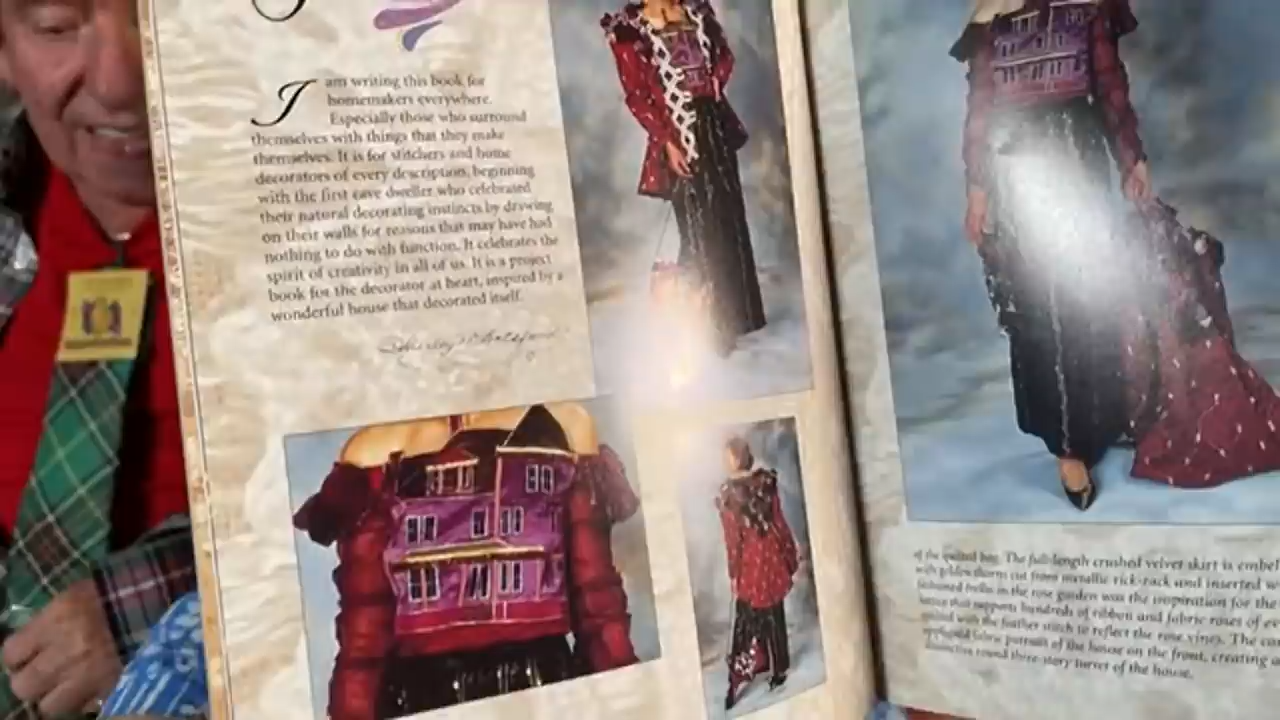 I am writing this book for
homemakers everywhere.
Especially those who surround
themselves with things that they make
themselves. It is for stitchers and home
decorators of every description, beginning
with the first cave dweller who celebrated
their natural decorating instincts by drawing
on their walls for reasons that may have had
nothing to do with function. It celebrates the
spirit of creativity in all of us. It is a project
book for the decorator at heart, inspired by a
wonderful house that decorated itself.
of the quilted bag. The full-length crushed velvet skirt is embel
with golden thorns cut from metallic rick-rack and inserted
fashioned trellis in the rose garden was the inspiration for the
lattice that supports hundreds of ribbon and fabric roses of
with the feather stitch to reflect the rose vines. The
fabric portrait of the house on the front, creating
distinctive round three-story turret of the house.